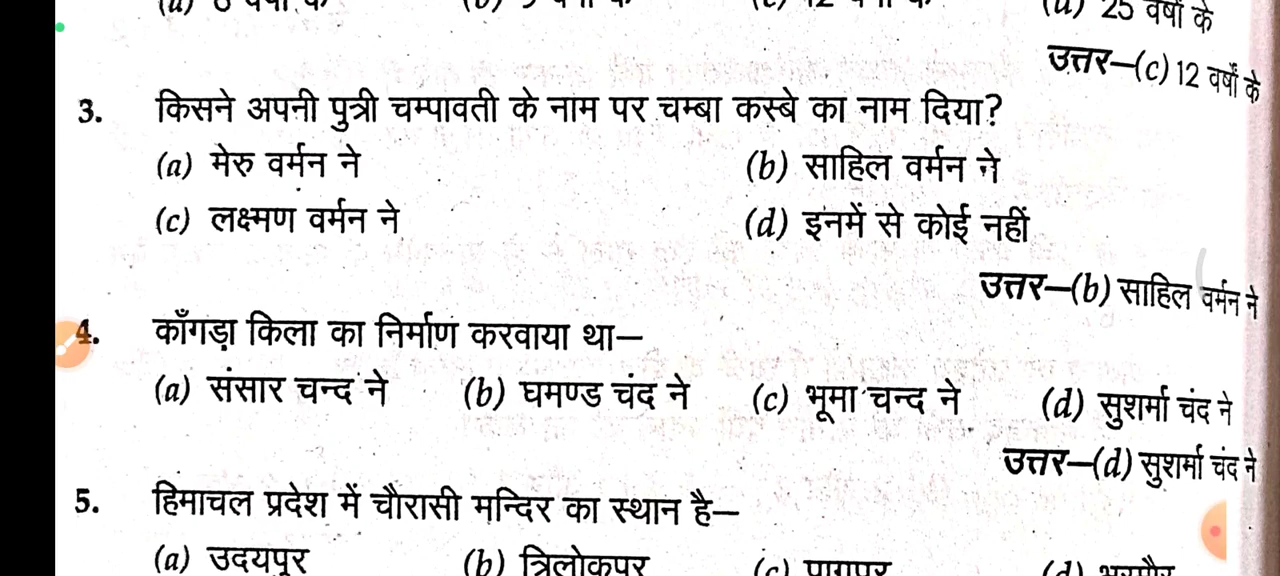 (d) 25 वर्षों के
उत्तर—(c) 12 वर्षों के
3. किसने अपनी पुत्री चम्पावती के नाम पर चम्बा कस्बे का नाम दिया?
(a) मेरु वर्मन ने (b) साहिल वर्मन ने
(c) लक्ष्मण वर्मन ने (d) इनमें से कोई नहीं
उत्तर—(b) साहिल वर्मन ने
4. काँगड़ा किला का निर्माण करवाया था—
(a) संसार चन्द ने (b) घमण्ड चंद ने (c) भूमा चन्द ने (d) सुशर्मा चंद ने
उत्तर—(d) सुशर्मा चंद ने
5. हिमाचल प्रदेश में चौरासी मन्दिर का स्थान है—
(a) उदयपुर (b) त्रिलोकपुर (c) (d)